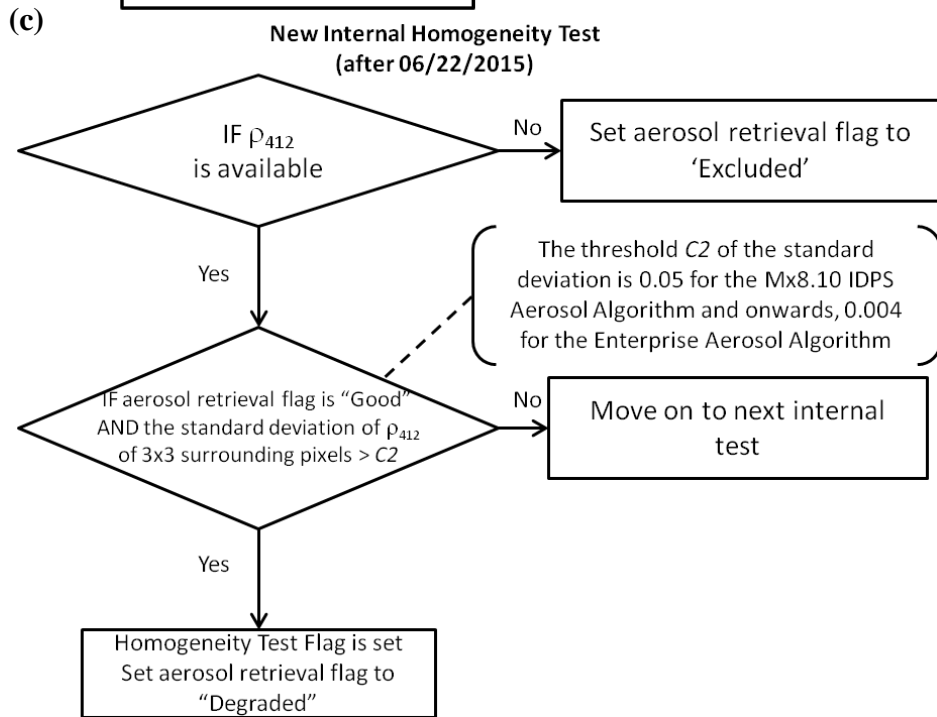 (c)
New Internal Homogeneity Test
(after 06/22/2015)
IF ρ412
is available
No
Set aerosol retrieval flag to
‘Excluded’
Yes
The threshold C2 of the standard
deviation is 0.05 for the Mx8.10 IDPS
Aerosol Algorithm and onwards, 0.004
for the Enterprise Aerosol Algorithm
IF aerosol retrieval flag is “Good”
AND the standard deviation of ρ412
of 3x3 surrounding pixels > C2
No
Move on to next internal
test
Yes
Homogeneity Test Flag is set
Set aerosol retrieval flag to
“Degraded”